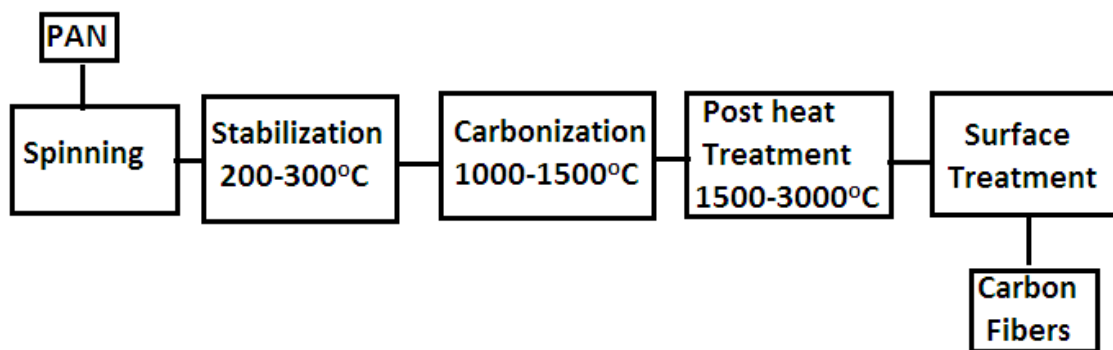 PAN
Spinning
Stabilization
200-300°C
Carbonization
1000-1500°C
Post heat
Treatment
1500-3000°C
Surface
Treatment
Carbon
Fibers